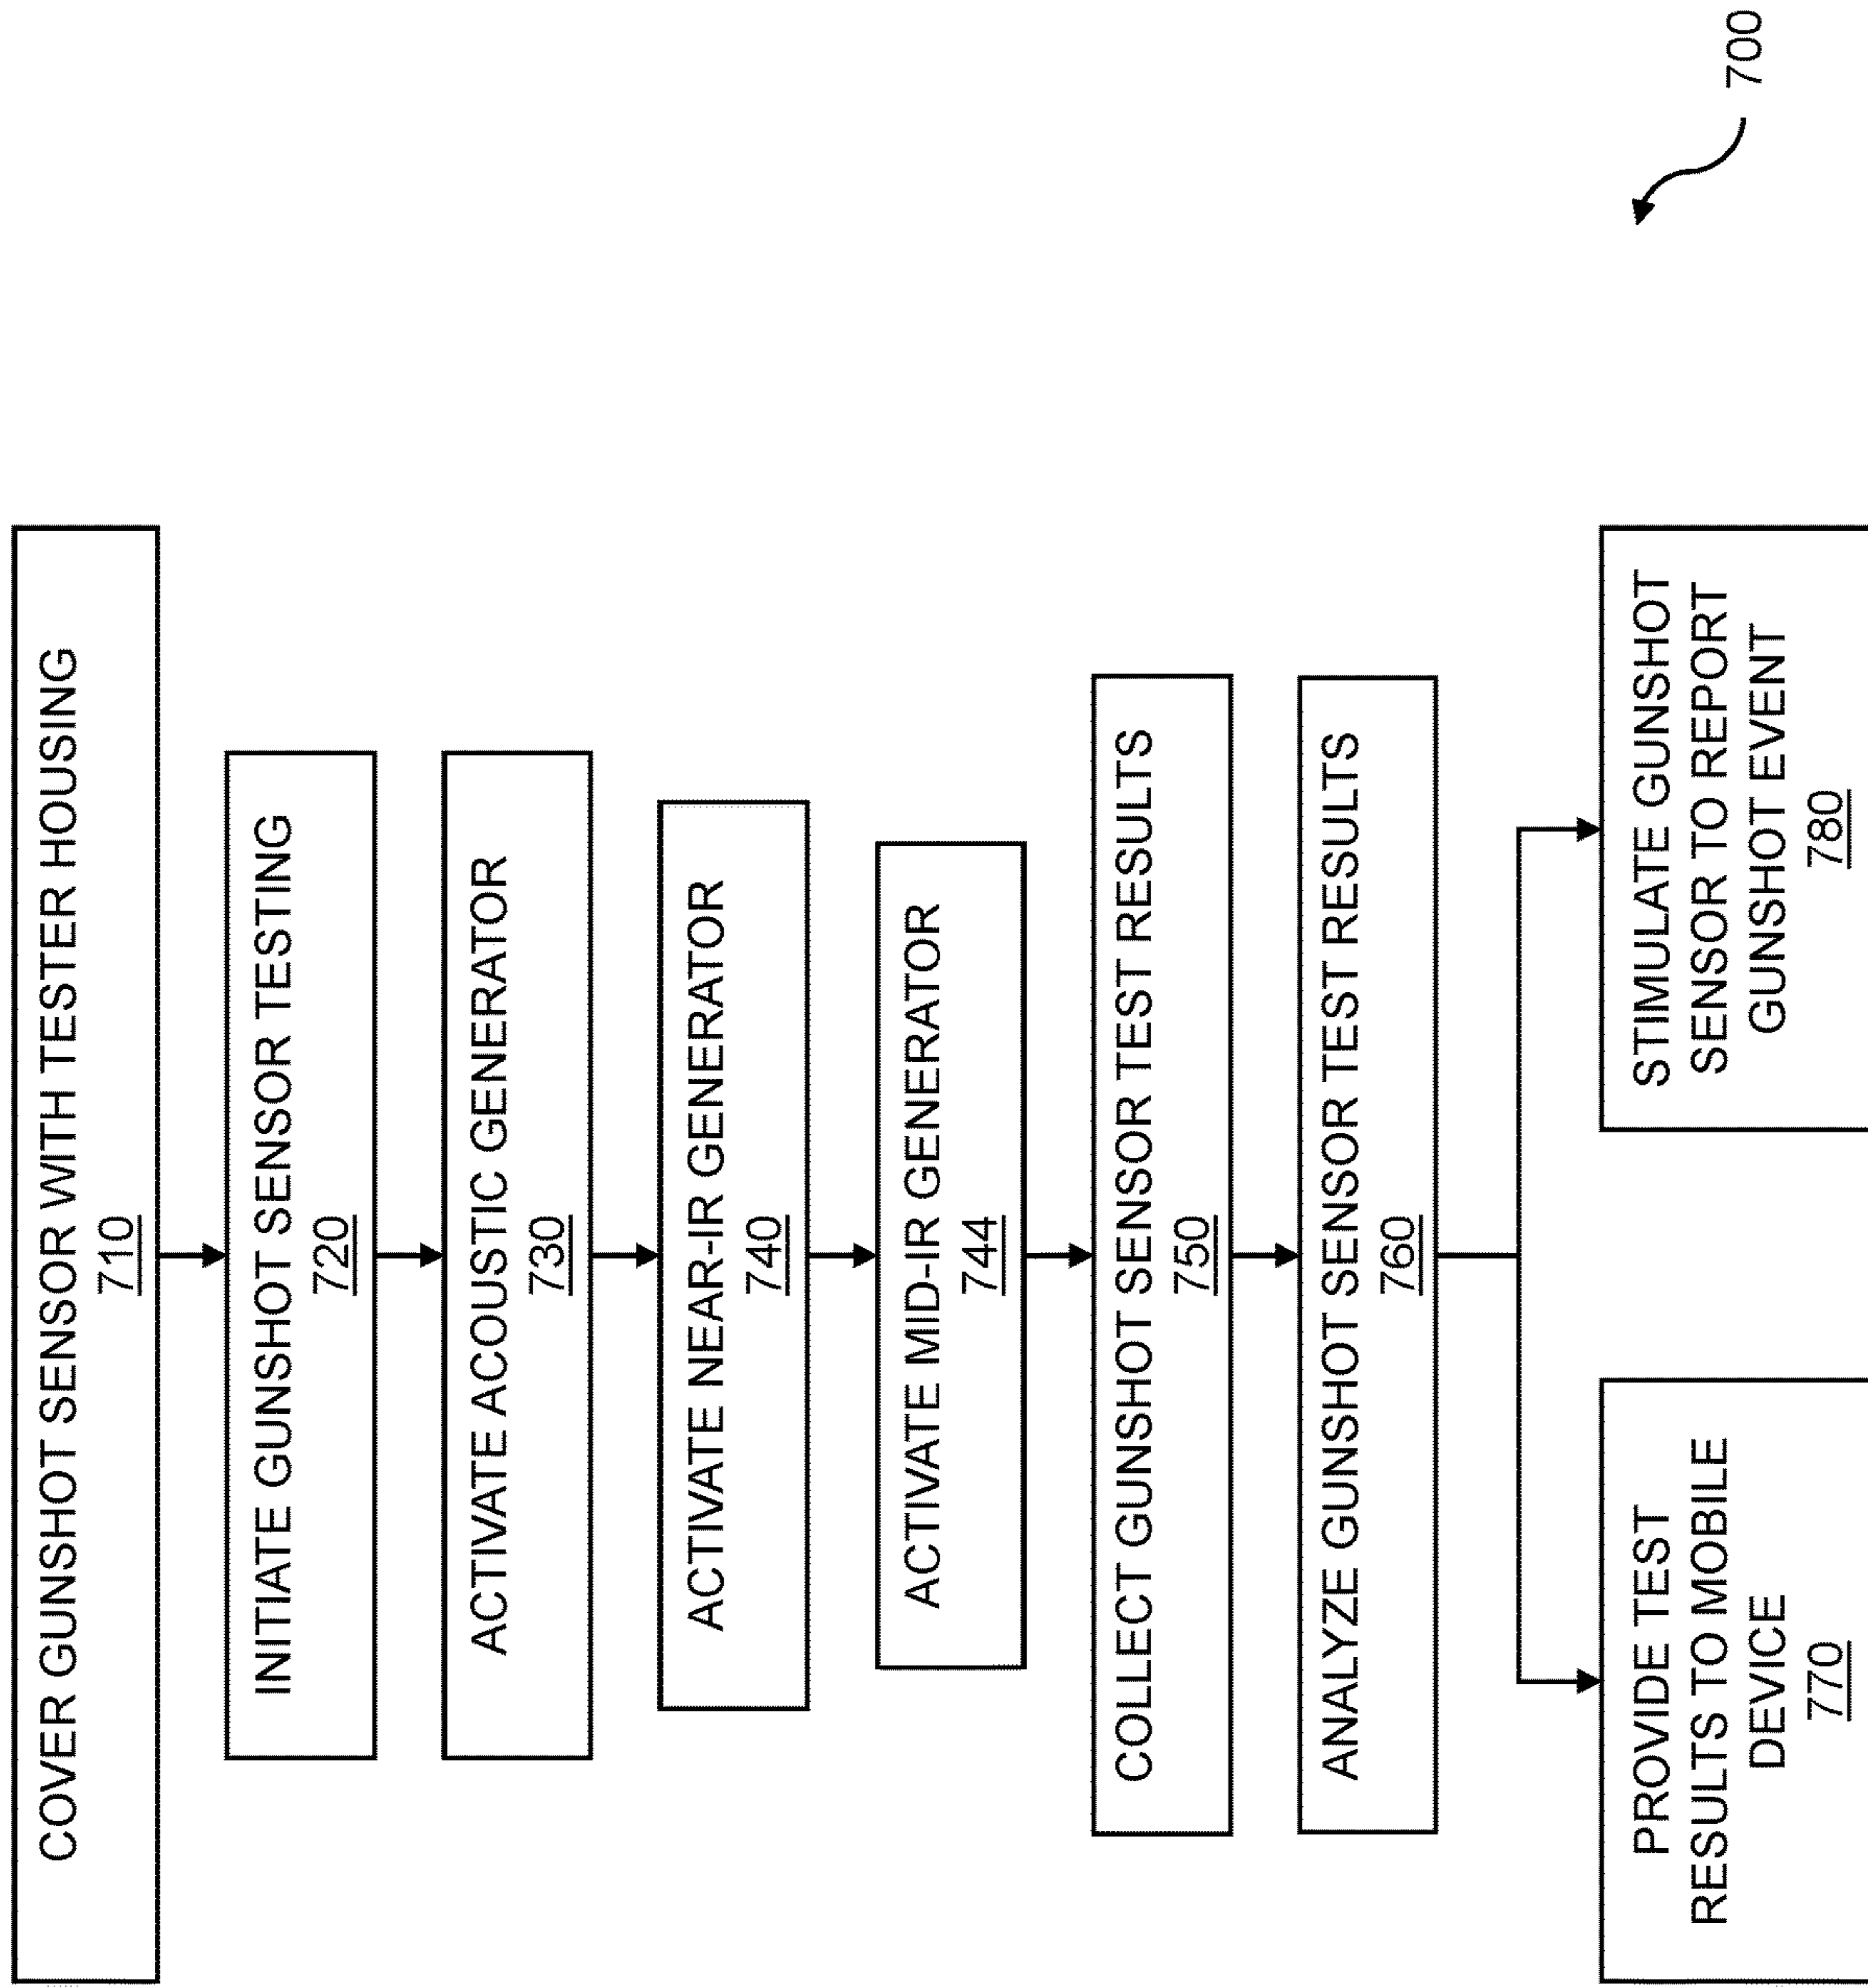 COVER GUNSHOT SENSOR WITH TESTER HOUSING
710
INITIATE GUNSHOT SENSOR TESTING
720
ACTIVATE ACOUSTIC GENERATOR
730
ACTIVATE NEAR-IR GENERATOR
740
ACTIVATE MID-IR GENERATOR
744
COLLECT GUNSHOT SENSOR TEST RESULTS
750
ANALYZE GUNSHOT SENSOR TEST RESULTS
760
PROVIDE TEST
RESULTS TO MOBILE
DEVICE
770
STIMULATE GUNSHOT
SENSOR TO REPORT
GUNSHOT EVENT
780
700